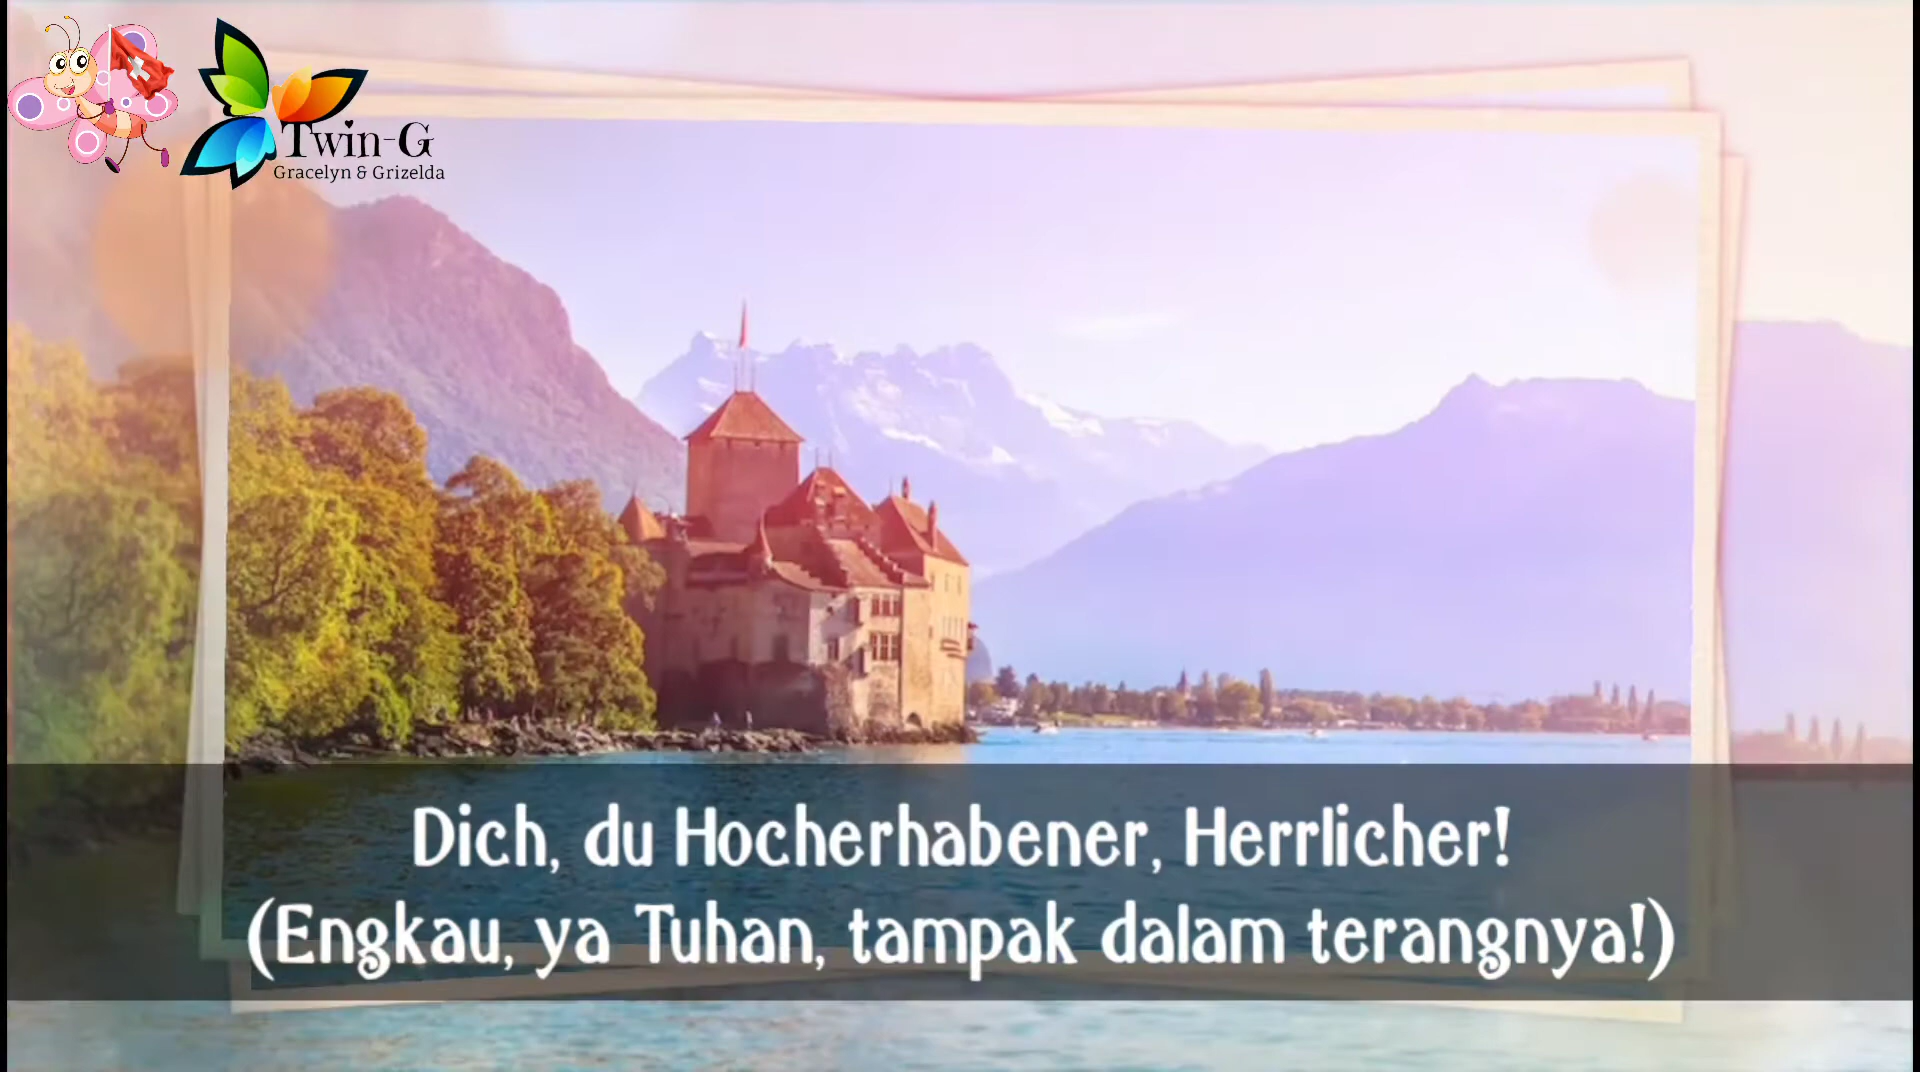 Twin-G
Gracelyn & Grizelda
Dich, du Hocherhabener, Herrlicher!
(Engkau, ya Tuhan, tampak dalam terangnya!)